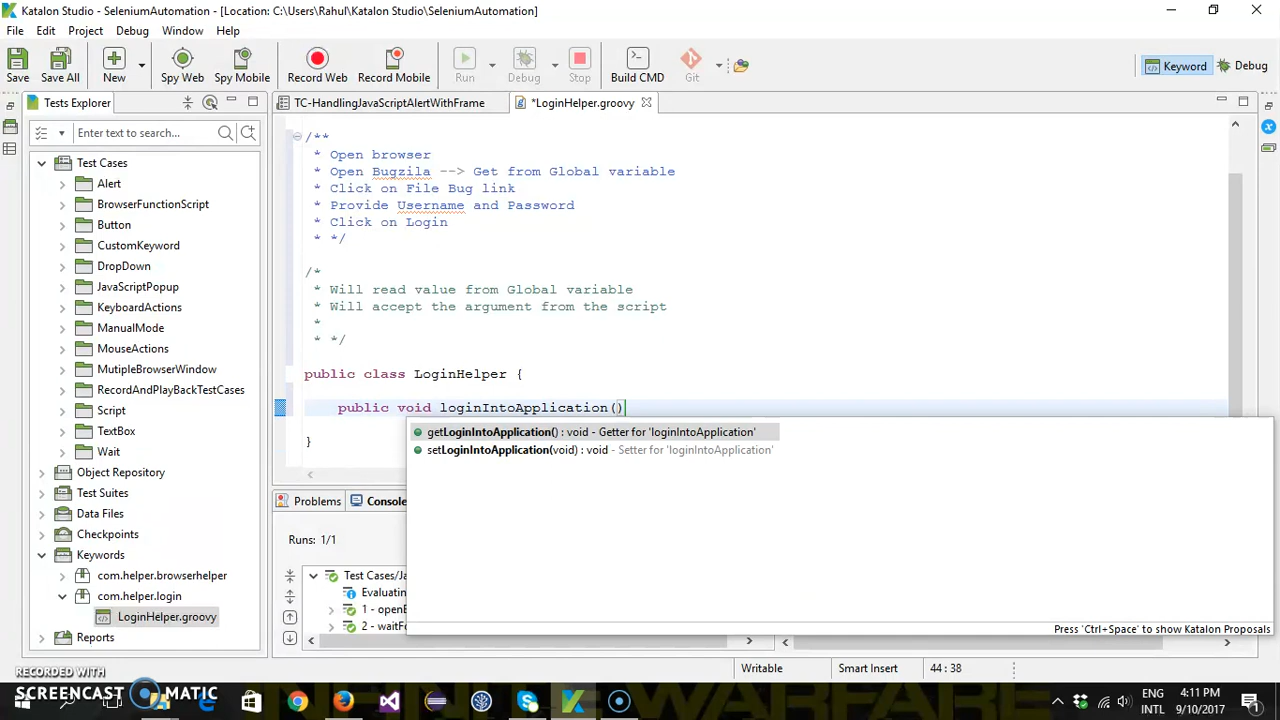 Katalon Studio - SeleniumAutomation - [Location: C:\Users\Rahul\Katalon Studio\SeleniumAutomation]
File Edit Project Debug Window Help
Save Save All New Spy Web Spy Mobile Record Web Record Mobile Run Debug Stop Build CMD Git Keyword Debug
Tests Explorer TC-HandlingJavaScriptAlertWithFrame *LoginHelper.groovy
Enter text to search...
Test Cases
Alert
BrowserFunctionScript
Button
CustomKeyword
DropDown
JavaScriptPopup
KeyboardActions
ManualMode
MouseActions
MutipleBrowserWindow
RecordAndPlayBackTestCases
Script
TextBox
Wait
Object Repository
Test Suites
Data Files
Checkpoints
Keywords
com.helper.browserhelper
com.helper.login
LoginHelper.groovy
Reports
/**
* Open browser
* Open Bugzila --> Get from Global variable
* Click on File Bug link
* Provide Username and Password
* Click on Login
* */
/*
* Will read value from Global variable
* Will accept the argument from the script
*
* */
public class LoginHelper {
public void loginIntoApplication()
}
getLoginIntoApplication() : void - Getter for 'loginIntoApplication'
setLoginIntoApplication(void) : void - Setter for 'loginIntoApplication'
Press 'Ctrl+Space' to show Katalon Proposals
Problems Console
Runs: 1/1
Test Cases/Ja
Evaluating
1 - openB
2 - waitFo
Writable Smart Insert 44 : 38
RECORDED WITH
SCREENCAST MATIC
ENG
INTL
4:11 PM
9/10/2017